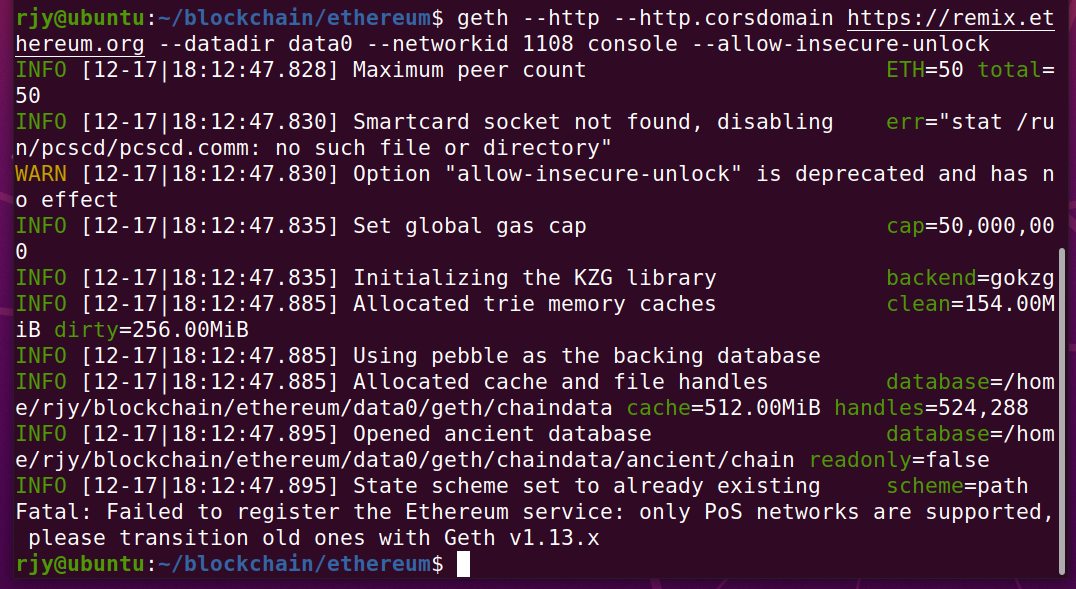 rjy@ubuntu:~/blockchain/ethereum$ geth --http --http.corsdomain https://remix.et
hereum.org --datadir data0 --networkid 1108 console --allow-insecure-unlock
INFO [12-17|18:12:47.828] Maximum peer count                       ETH=50 total=
50
INFO [12-17|18:12:47.830] Smartcard socket not found, disabling    err="stat /ru
n/pcscd/pcscd.comm: no such file or directory"
WARN [12-17|18:12:47.830] Option "allow-insecure-unlock" is deprecated and has n
o effect
INFO [12-17|18:12:47.835] Set global gas cap                       cap=50,000,00
0
INFO [12-17|18:12:47.835] Initializing the KZG library             backend=gokzg
INFO [12-17|18:12:47.885] Allocated trie memory caches             clean=154.00M
iB dirty=256.00MiB
INFO [12-17|18:12:47.885] Using pebble as the backing database
INFO [12-17|18:12:47.885] Allocated cache and file handles         database=/hom
e/rjy/blockchain/ethereum/data0/geth/chaindata cache=512.00MiB handles=524,288
INFO [12-17|18:12:47.895] Opened ancient database                  database=/hom
e/rjy/blockchain/ethereum/data0/geth/chaindata/ancient/chain readonly=false
INFO [12-17|18:12:47.895] State scheme set to already existing     scheme=path
Fatal: Failed to register the Ethereum service: only PoS networks are supported,
 please transition old ones with Geth v1.13.x
rjy@ubuntu:~/blockchain/ethereum$